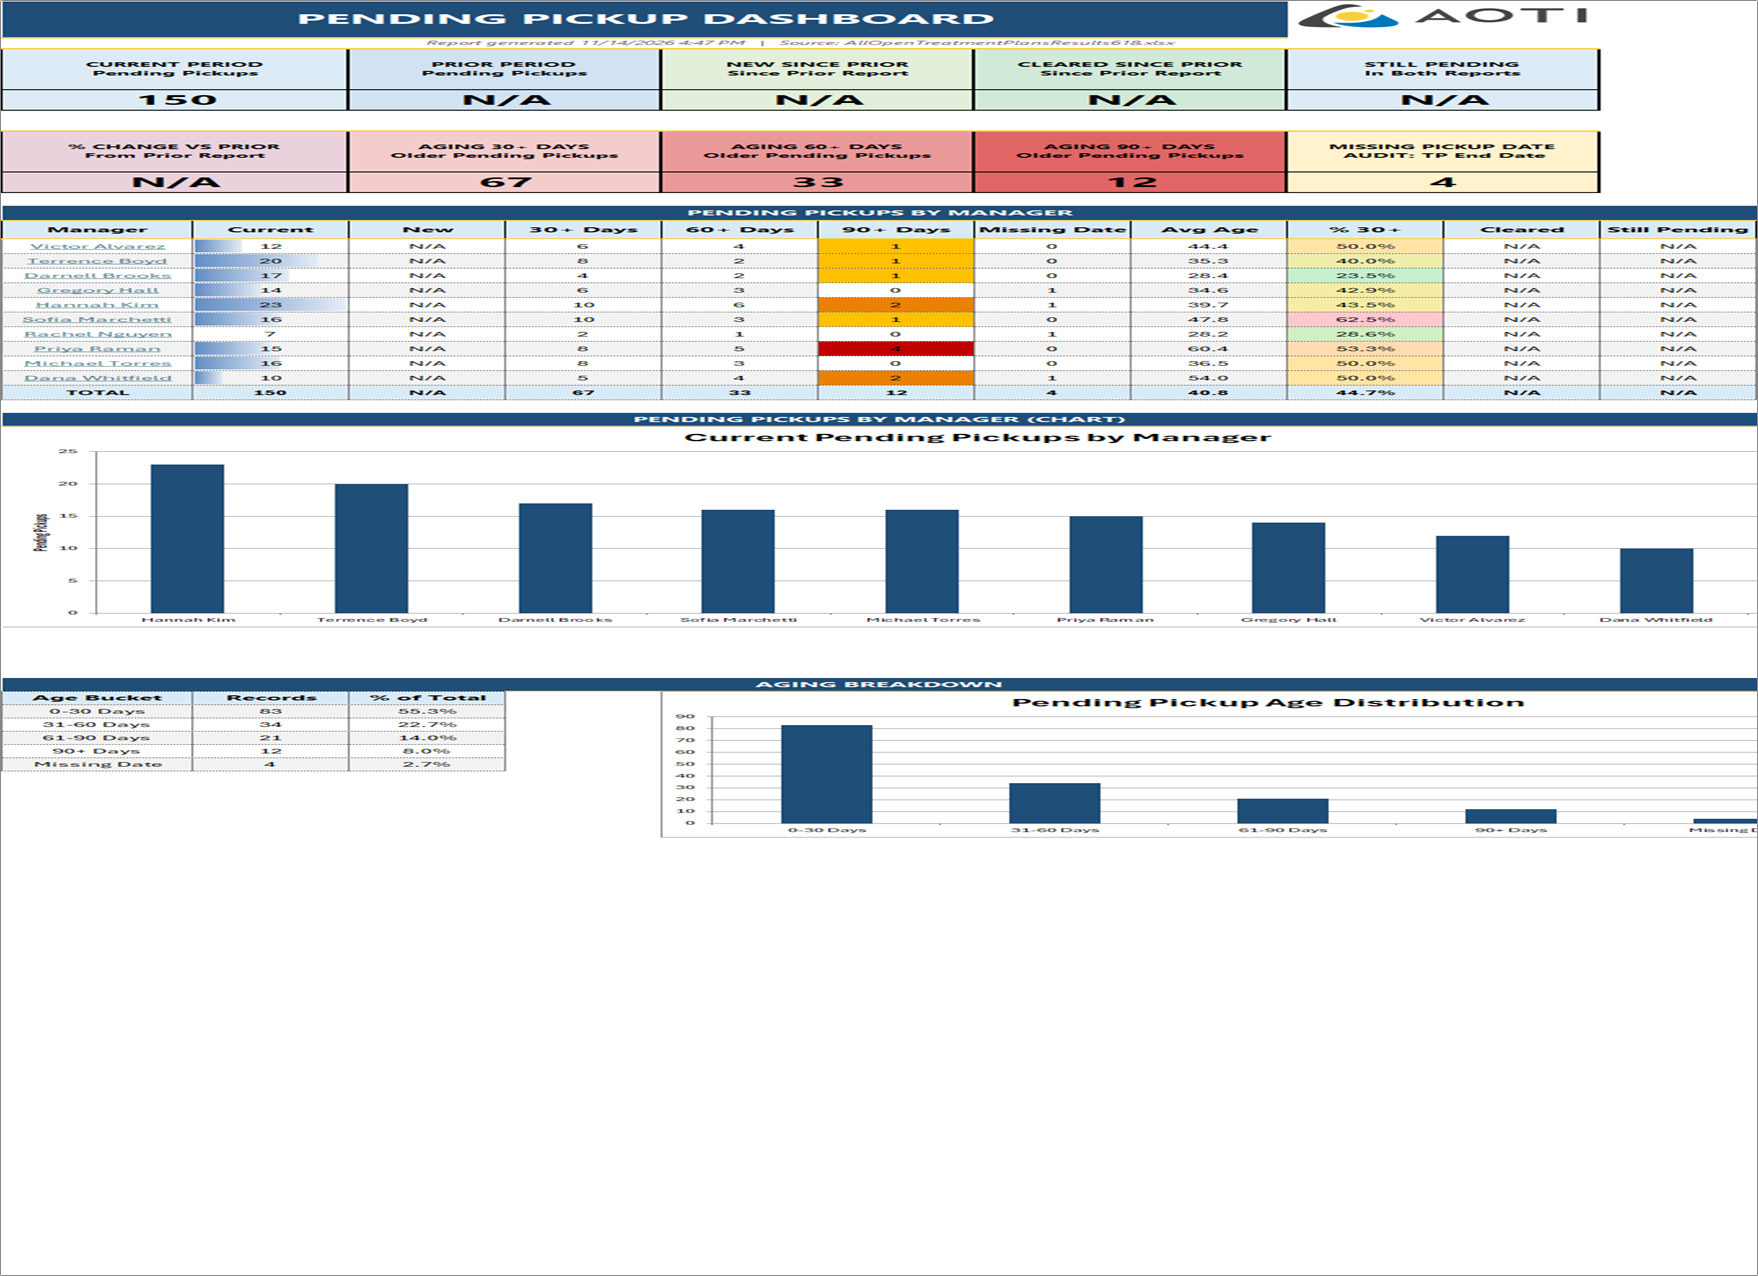 PENDING PICKUP DASHBOARD
AOTI
Report generated 11/14/2026 4:47 PM | Source: AllOpenTreatmentPlansResults618.xlsx
CURRENT PERIOD PRIOR PERIOD NEW SINCE PRIOR CLEARED SINCE PRIOR STILL PENDING
Pending Pickups Pending Pickups Since Prior Report Since Prior Report In Both Reports
150 N/A N/A N/A N/A
% CHANGE VS PRIOR AGING 30+ DAYS AGING 60+ DAYS AGING 90+ DAYS MISSING PICKUP DATE
From Prior Report Older Pending Pickups Older Pending Pickups Older Pending Pickups AUDIT: TP End Date
N/A 67 33 12 4
PENDING PICKUPS BY MANAGER
Manager Current New 30+ Days 60+ Days 90+ Days Missing Date Avg Age % 30+ Cleared Still Pending
Victor Alvarez 12 N/A 6 4 1 0 44.4 50.0% N/A N/A
Terrence Boyd 20 N/A 8 2 1 0 35.3 40.0% N/A N/A
Darnell Brooks 17 N/A 4 2 1 0 28.4 23.5% N/A N/A
Gregory Hall 14 N/A 6 3 0 1 34.6 42.9% N/A N/A
Hannah Kim 23 N/A 10 6 2 1 39.7 43.5% N/A N/A
Sofia Marchetti 16 N/A 10 3 1 0 47.8 62.5% N/A N/A
Rachel Nguyen 7 N/A 2 1 0 1 28.2 28.6% N/A N/A
Priya Raman 15 N/A 8 5 4 0 60.4 53.3% N/A N/A
Michael Torres 16 N/A 8 3 0 0 36.5 50.0% N/A N/A
Dana Whitfield 10 N/A 5 4 2 1 54.0 50.0% N/A N/A
TOTAL 150 N/A 67 33 12 4 40.8 44.7% N/A N/A
PENDING PICKUPS BY MANAGER (CHART)
Current Pending Pickups by Manager
Pending Pickups
25
20
15
10
5
0
Hannah Kim Terrence Boyd Darnell Brooks Sofia Marchetti Michael Torres Priya Raman Gregory Hall Victor Alvarez Dana Whitfield
AGING BREAKDOWN
Age Bucket Records % of Total
0-30 Days 83 55.3%
31-60 Days 34 22.7%
61-90 Days 21 14.0%
90+ Days 12 8.0%
Missing Date 4 2.7%
Pending Pickup Age Distribution
90
80
70
60
50
40
30
20
10
0
0-30 Days 31-60 Days 61-90 Days 90+ Days Missing D